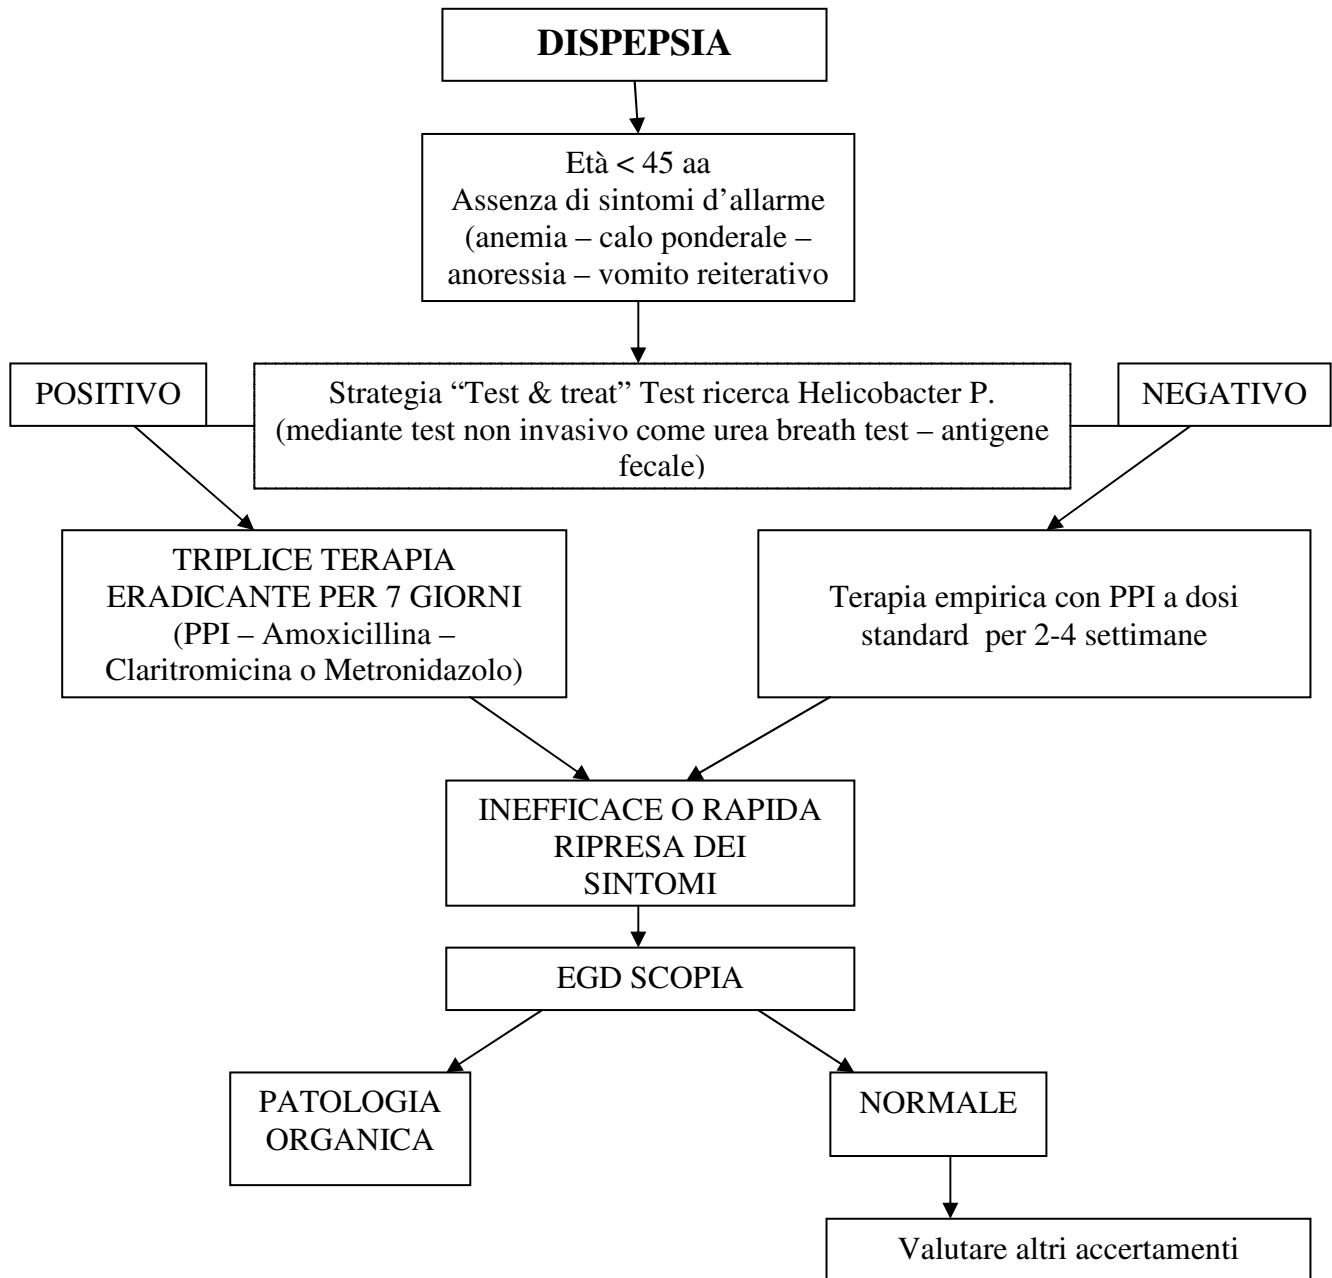 DISPEPSIA
Età < 45 aa
Assenza di sintomi d’allarme
(anemia – calo ponderale –
anoressia – vomito reiterativo
POSITIVO
Strategia “Test & treat” Test ricerca Helicobacter P.
(mediante test non invasivo come urea breath test – antigene
fecale)
NEGATIVO
TRIPLICE TERAPIA
ERADICANTE PER 7 GIORNI
(PPI – Amoxicillina –
Claritromicina o Metronidazolo)
Terapia empirica con PPI a dosi
standard per 2-4 settimane
INEFFICACE O RAPIDA
RIPRESA DEI
SINTOMI
EGD SCOPIA
PATOLOGIA
ORGANICA
NORMALE
Valutare altri accertamenti